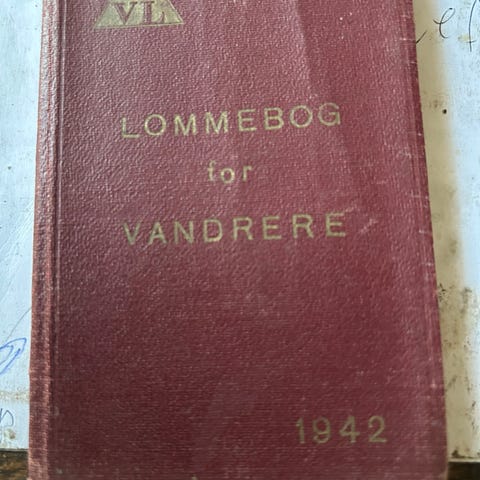 VL
LOMMEBOG
for
VANDRERE
1942